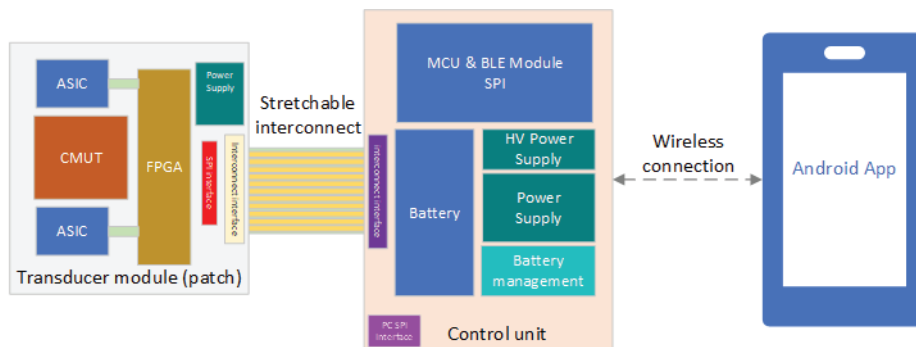 ASIC
CMUT
ASIC
FPGA
Power
Supply
SPI interface
Interconnect interface
Transducer module (patch)
Stretchable
interconnect
MCU & BLE Module
SPI
interconnect interface
Battery
HV Power
Supply
Power
Supply
Battery
management
PC SPI
Interface
Control unit
Wireless
connection
Android App